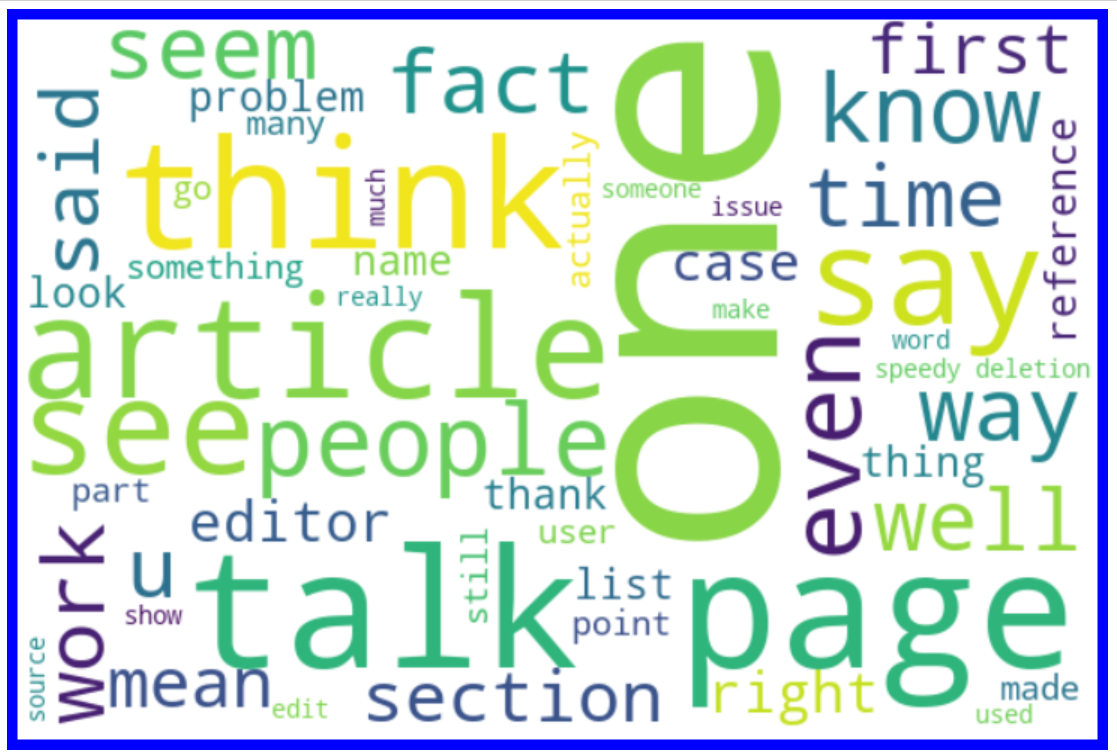 seem
fact
one
first
problem
know
many
said
think
go
much
actually
someone
issue
time
reference
something
name
case
say
look
really
make
article
word
speedy deletion
see
people
even
way
thing
part
thank
editor
user
well
work
u
still
list
talk page
show
point
source
mean
section
right
made
edit
used